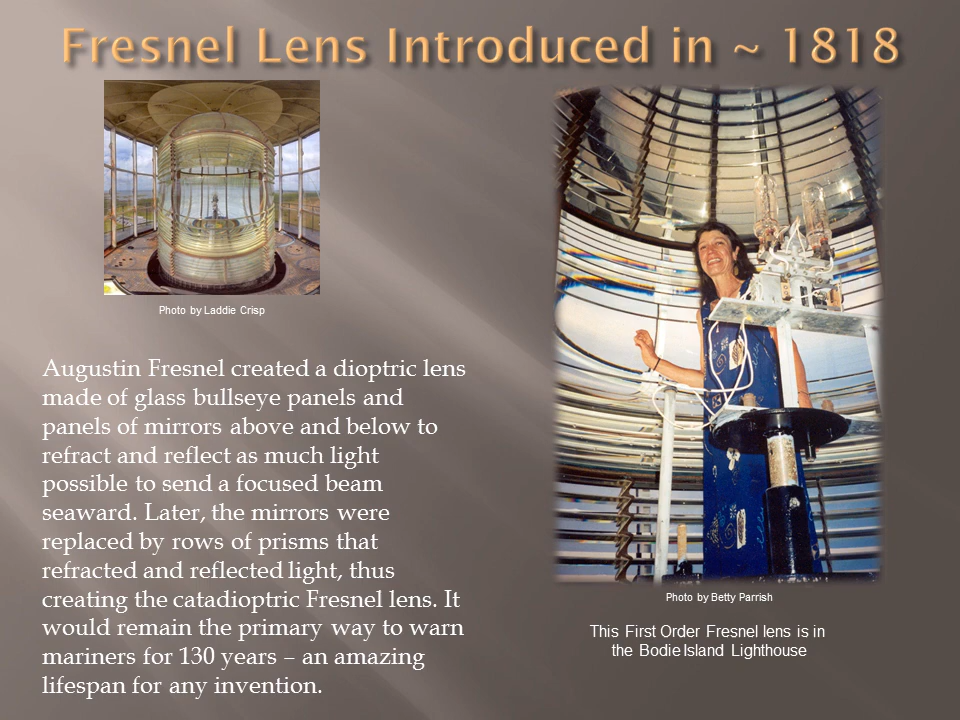 Fresnel Lens Introduced in ~ 1818
Photo by Laddie Crisp
Augustin Fresnel created a dioptric lens
made of glass bullseye panels and
panels of mirrors above and below to
refract and reflect as much light
possible to send a focused beam
seaward. Later, the mirrors were
replaced by rows of prisms that
refracted and reflected light, thus
creating the catadioptric Fresnel lens. It
would remain the primary way to warn
mariners for 130 years – an amazing
lifespan for any invention.
Photo by Betty Parrish
This First Order Fresnel lens is in
the Bodie Island Lighthouse